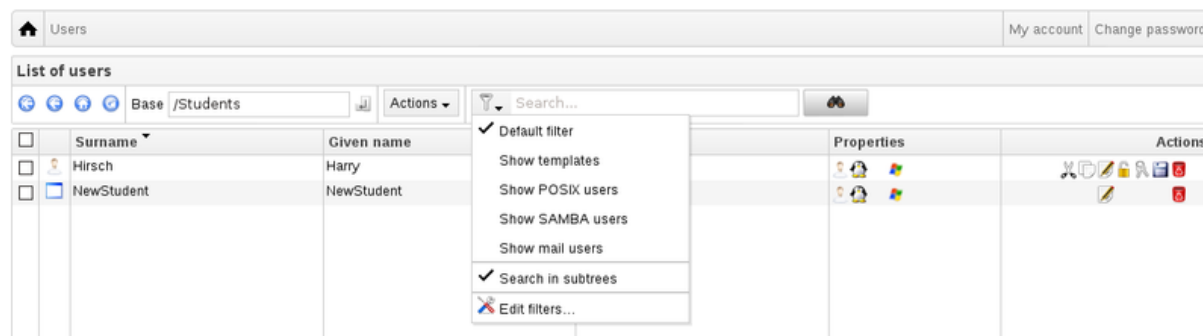 Users My account Change password
List of users
Base /Students Actions Search...
Surname Given name Properties Actions
Hirsch Harry
NewStudent NewStudent
Default filter
Show templates
Show POSIX users
Show SAMBA users
Show mail users
Search in subtrees
Edit filters...